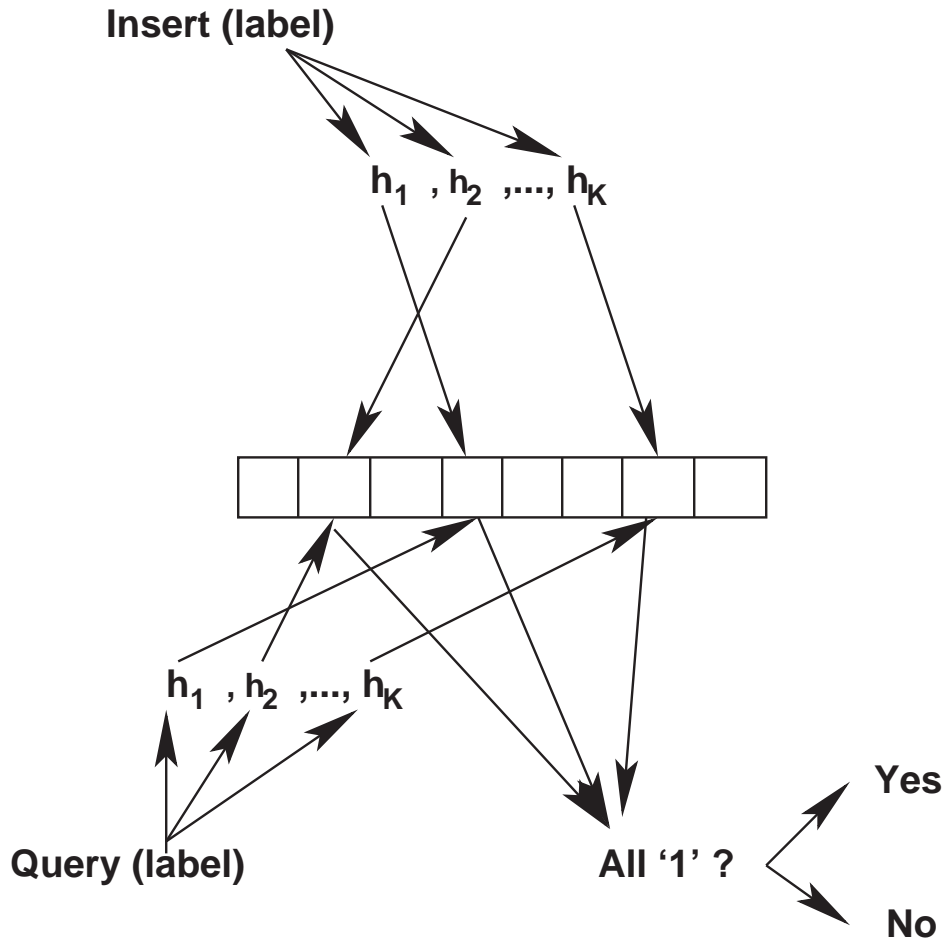 Insert (label)
h1 , h2 ,..., hK
h1 , h2 ,..., hK
Query (label)
All ‘1’ ?
Yes
No